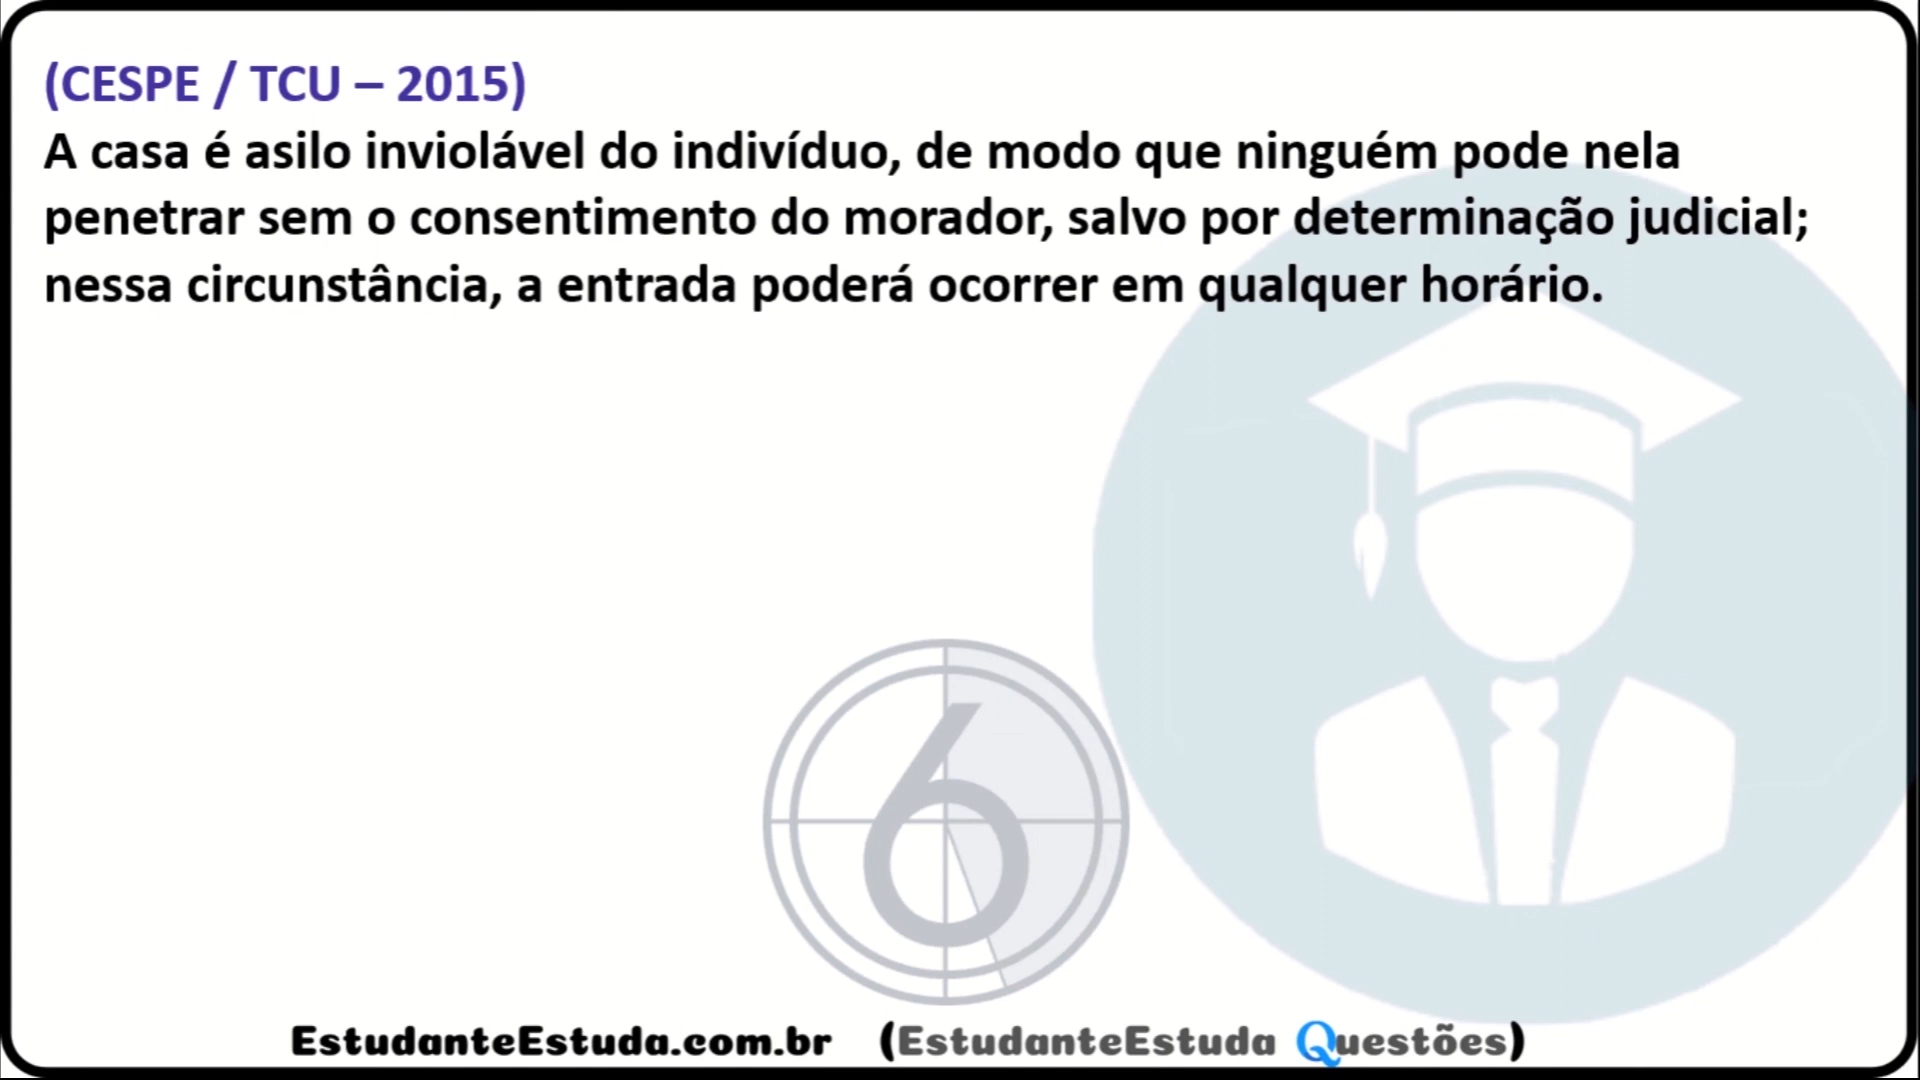 (CESPE / TCU – 2015)
A casa é asilo inviolável do indivíduo, de modo que ninguém pode nela
penetrar sem o consentimento do morador, salvo por determinação judicial;
nessa circunstância, a entrada poderá ocorrer em qualquer horário.
6
EstudanteEstuda.com.br (EstudanteEstuda Questões)